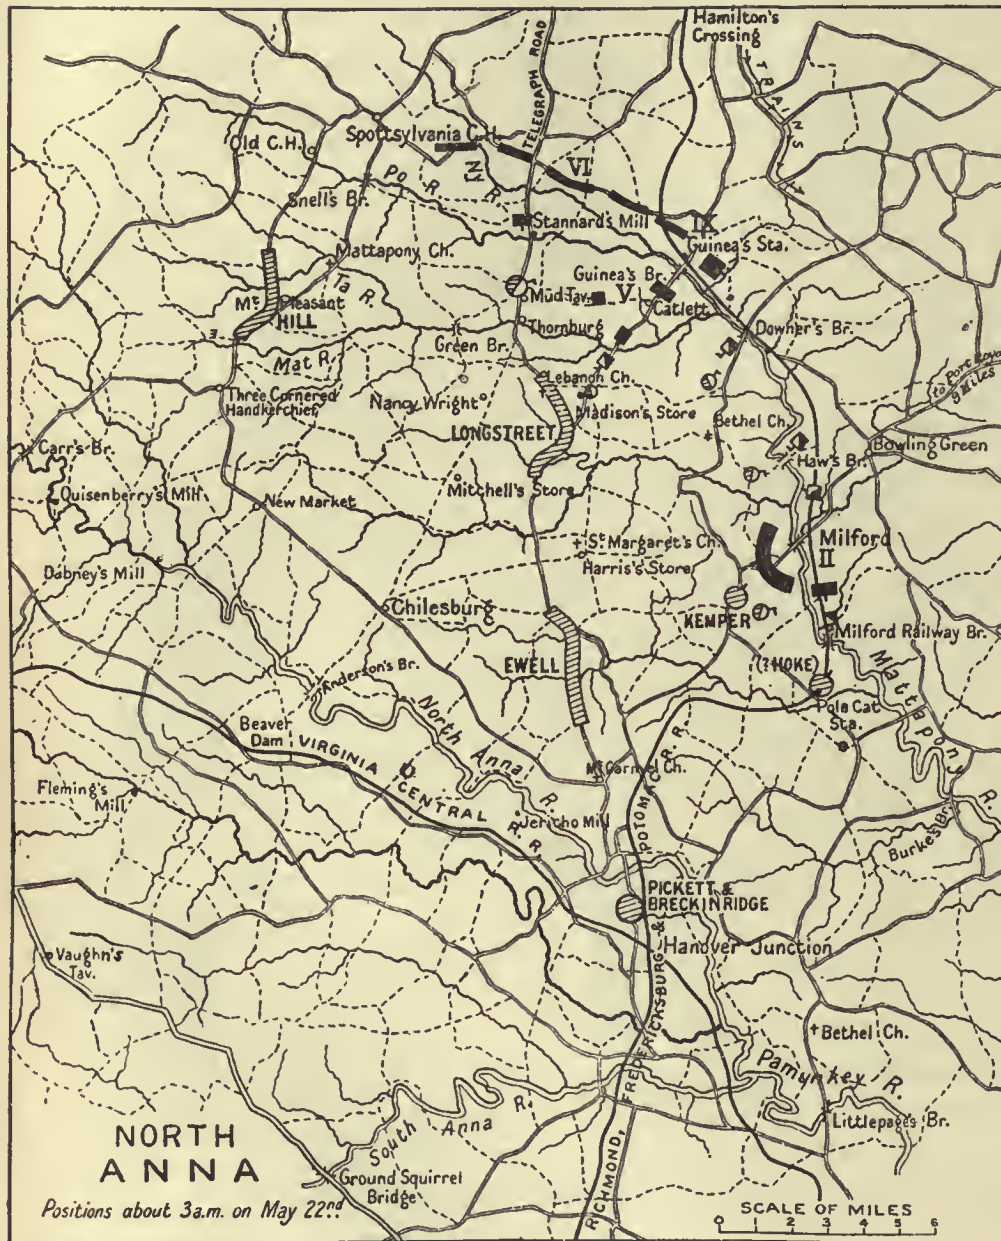 Hamilton's
Crossing
TRAINS
TELEGRAPH ROAD
Spottsylvania C.H.
Old C.H.
VI
Po R.
N.y
R.
Snell's Br.
Stannard's Mill
IX
Guinea's Sta.
Mattapony Ch.
Guinea's Br.
Ta R.
Mt. Pleasant
HILL
Mud Tav.
V
Catlett
Thornburg
Downer's Br.
Green Br.
Mat R.
(to Port Royal
9 Miles
Lebanon Ch.
Three Cornered
Handkerchief
Nancy Wright
Madison's Store
Bethel Ch.
LONGSTREET
Carr's Br.
Bowling Green
Haw's Br.
Quisenberry's Mill
Mitchell's Store
New Market
St. Margaret's Ch.
Milford
II
Harris's Store
Dabney's Mill
Chilesburg
KEMPER
Milford Railway Br.
EWELL
(? HOKE)
Mattapony R.
Anderson's Br.
Pole Cat
Sta.
North Anna R.
Beaver
Dam
VIRGINIA CENTRAL R.R
Mt. Carmel Ch.
Fleming's
Mill
Jericho Mill
Burke's Br.
PICKETT &
BRECKINRIDGE
Hanover Junction
Vaughn's
Tav.
RICHMOND, FREDERICKSBURG & POTOMAC R R
Bethel Ch.
Pamunkey R.
Littlepage's Br.
South Anna R.
Ground Squirrel
Bridge
NORTH
ANNA
Positions about 3 a.m. on May 22nd
SCALE OF MILES
0 1 2 3 4 5 6